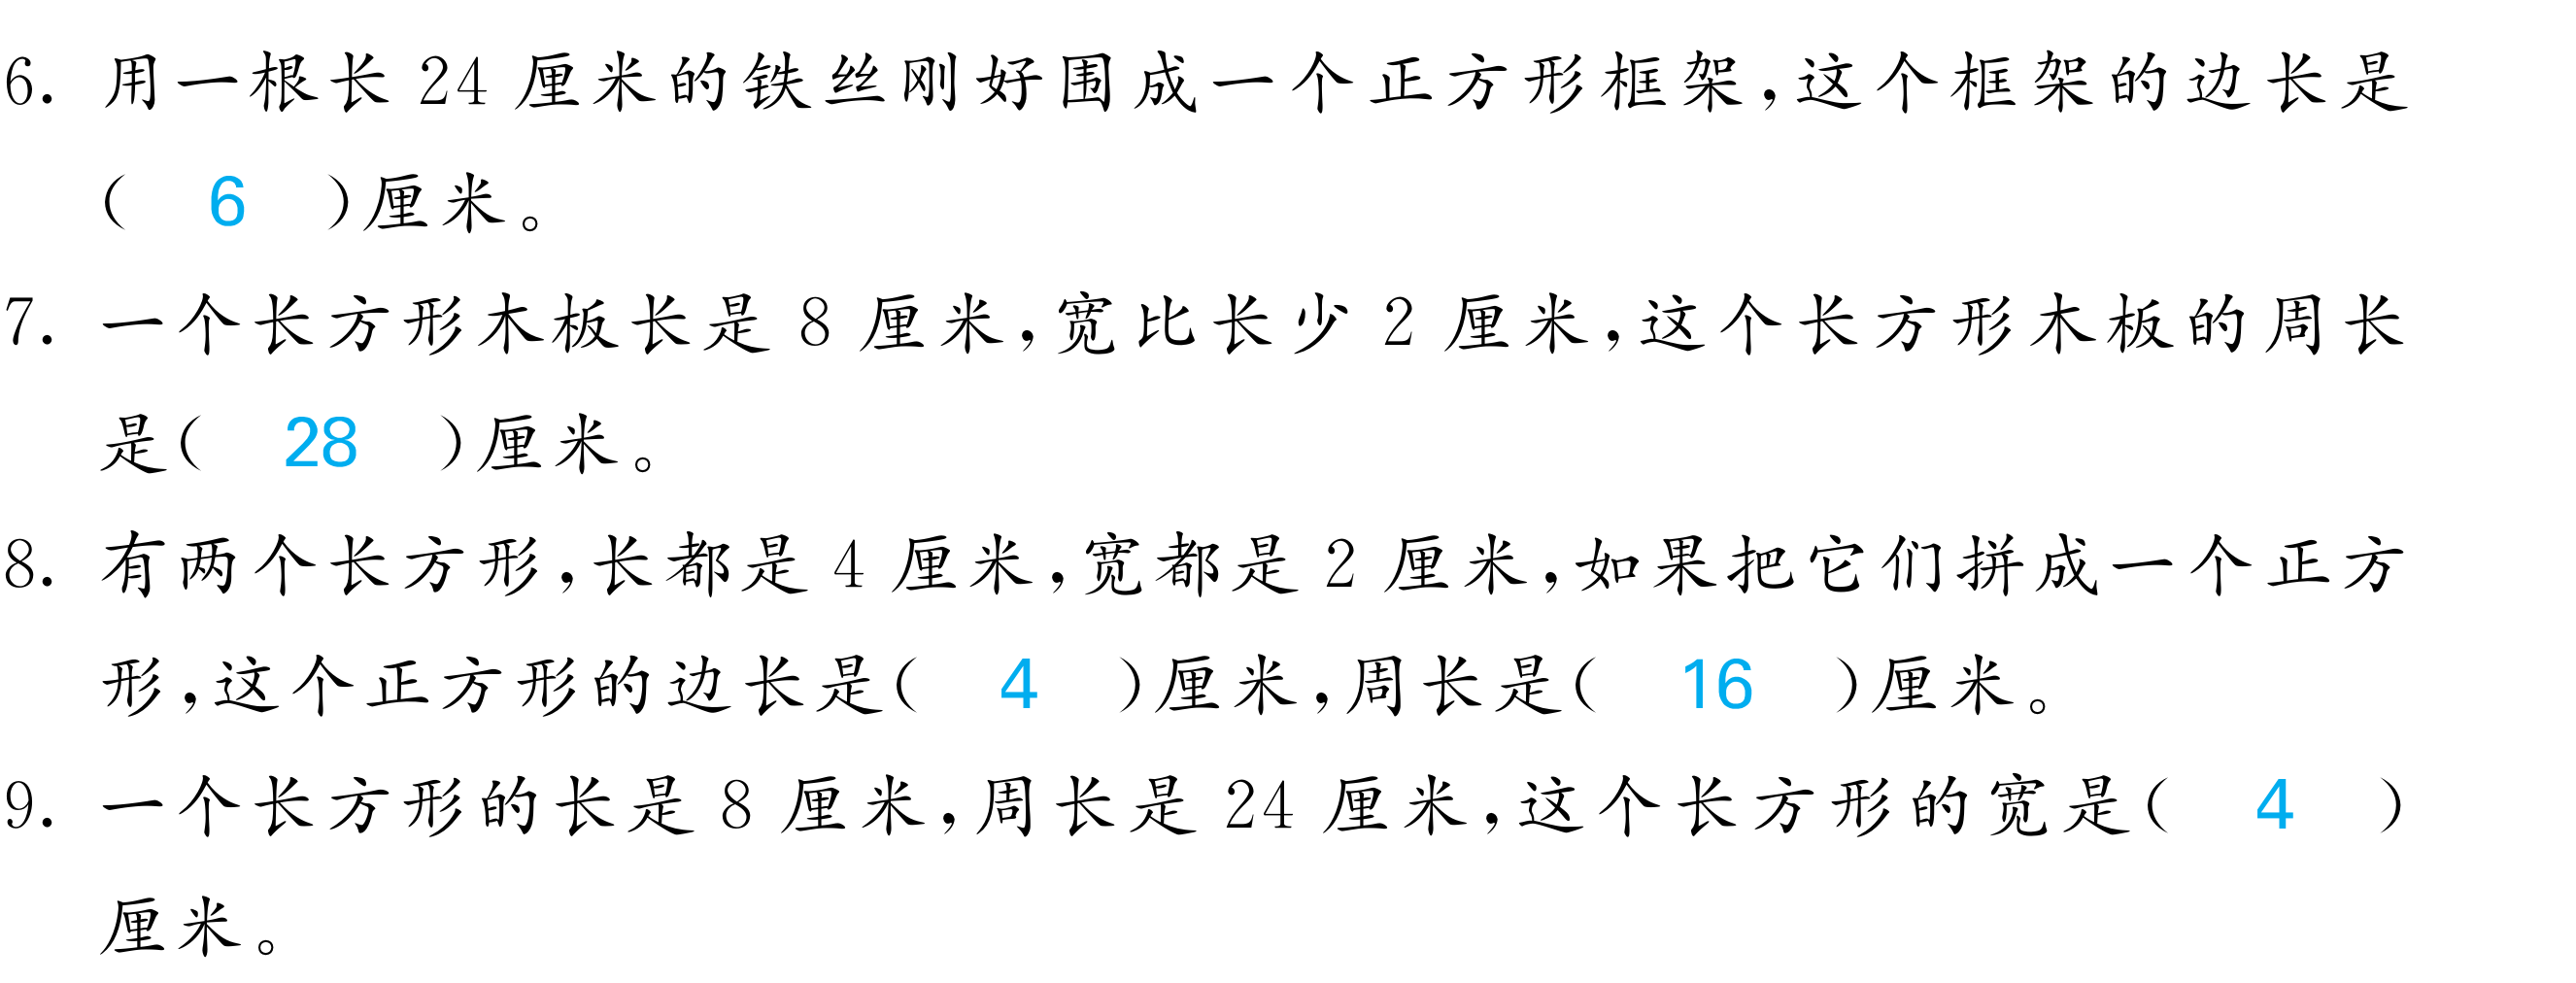 6. 用一根长 24 厘米的铁丝刚好围成一个正方形框架,这个框架的边长是
( 6 )厘米。
7. 一个长方形木板长是 8 厘米,宽比长少 2 厘米,这个长方形木板的周长
是( 28 )厘米。
8. 有两个长方形,长都是 4 厘米,宽都是 2 厘米,如果把它们拼成一个正方
形,这个正方形的边长是( 4 )厘米,周长是( 16 )厘米。
9. 一个长方形的长是 8 厘米,周长是 24 厘米,这个长方形的宽是( 4 )
厘米。